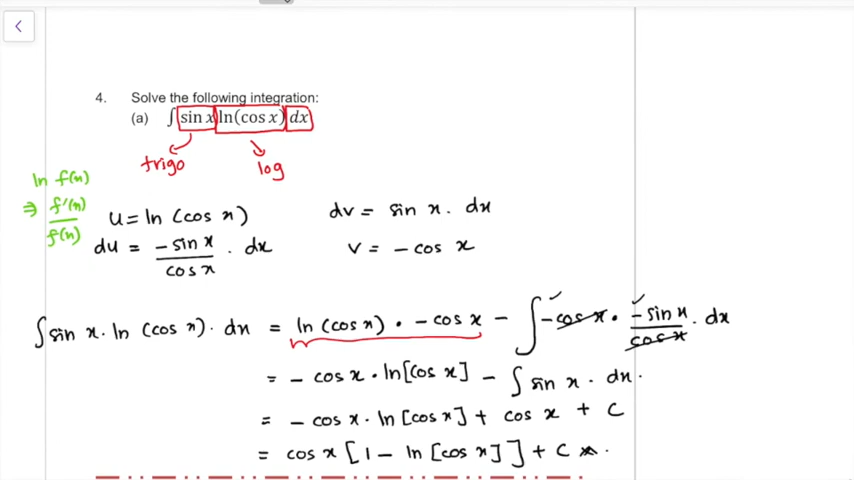 4. Solve the following integration:
(a) ∫ sin x ln(cos x) dx
trigo log
ln f(x)
⇒ f'(x)/f(x)
u = ln (cos x) dv = sin x . dx
du = -sin x/cos x . dx v = - cos x
∫ sin x . ln (cos x) . dx = ln (cos x) • - cos x - ∫ - cos x • -sin x/cos x . dx
= - cos x • ln [cos x] - ∫ sin x . dx .
= - cos x . ln [cos x] + cos x + C
= cos x [ 1 - ln [cos x] ] + C